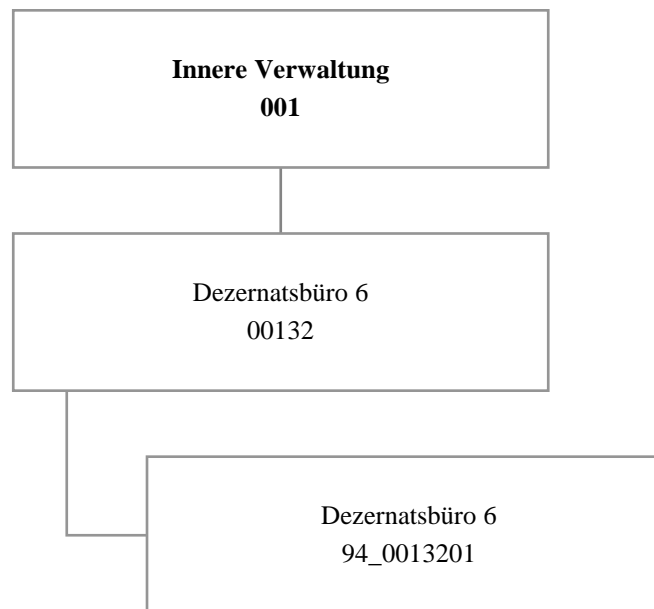 Innere Verwaltung
001
Dezernatsbüro 6
00132
Dezernatsbüro 6
94_0013201